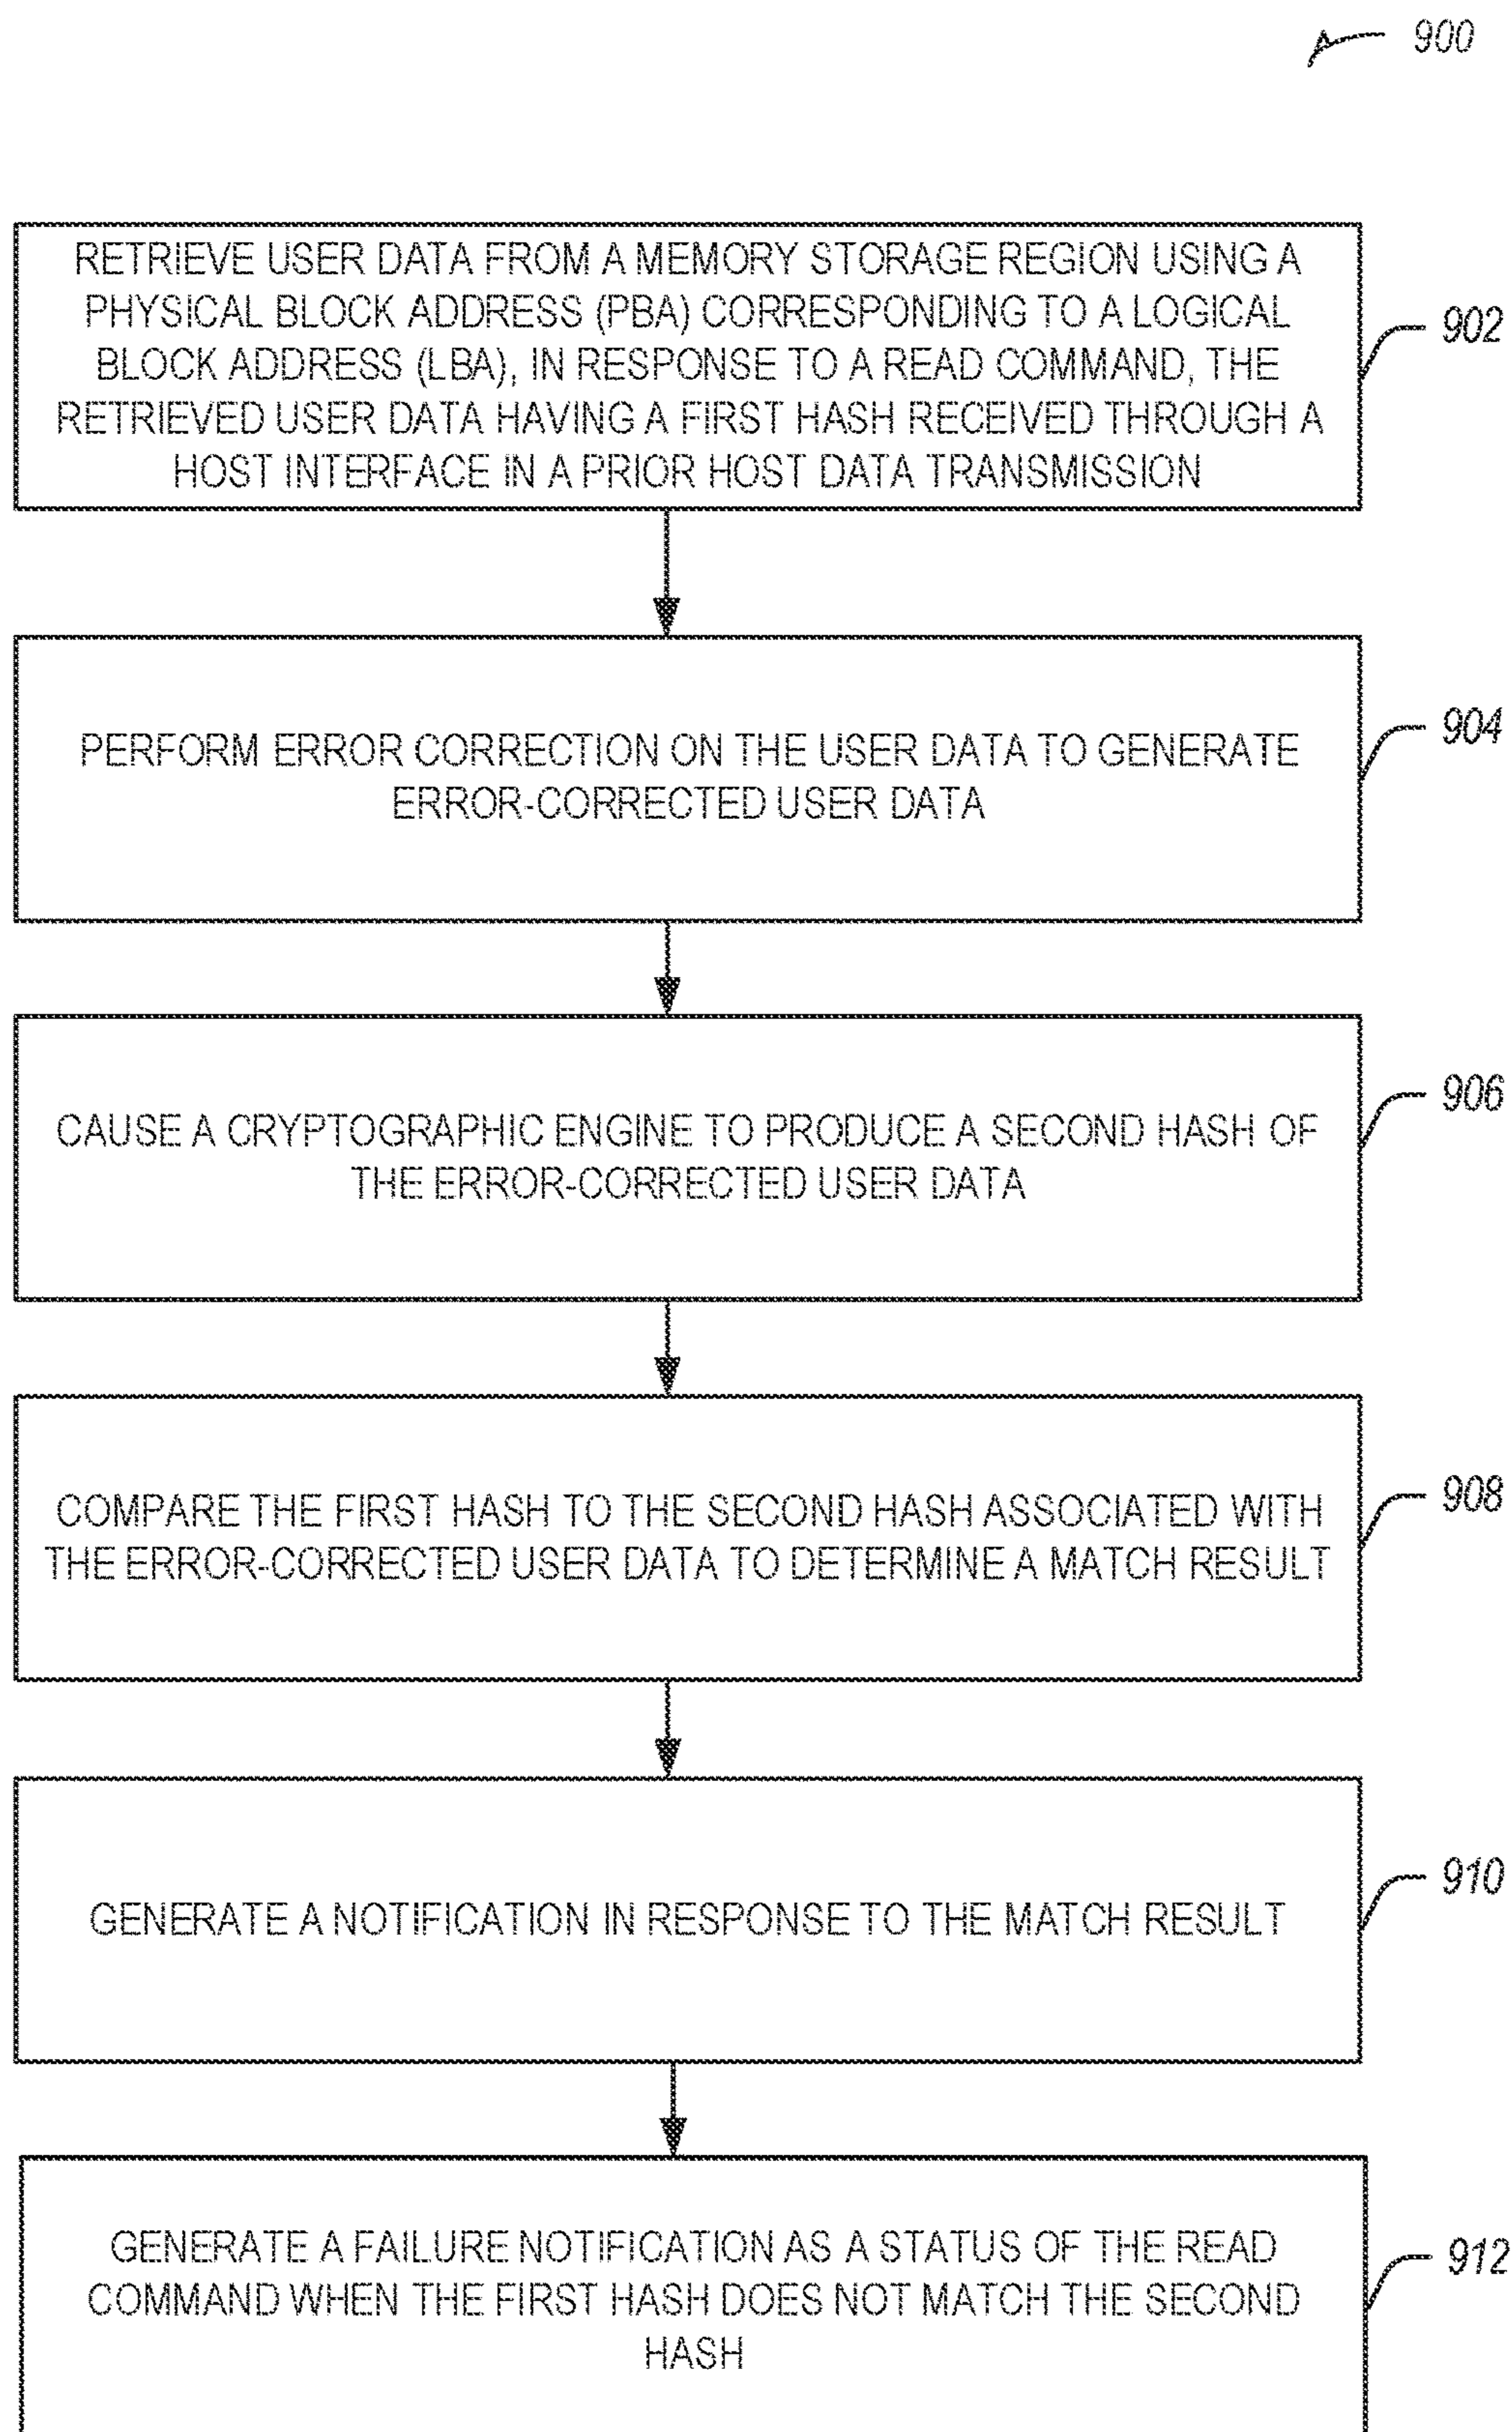 900
RETRIEVE USER DATA FROM A MEMORY STORAGE REGION USING A
PHYSICAL BLOCK ADDRESS (PBA) CORRESPONDING TO A LOGICAL
BLOCK ADDRESS (LBA), IN RESPONSE TO A READ COMMAND, THE
RETRIEVED USER DATA HAVING A FIRST HASH RECEIVED THROUGH A
HOST INTERFACE IN A PRIOR HOST DATA TRANSMISSION
902
PERFORM ERROR CORRECTION ON THE USER DATA TO GENERATE
ERROR-CORRECTED USER DATA
904
CAUSE A CRYPTOGRAPHIC ENGINE TO PRODUCE A SECOND HASH OF
THE ERROR-CORRECTED USER DATA
906
COMPARE THE FIRST HASH TO THE SECOND HASH ASSOCIATED WITH
THE ERROR-CORRECTED USER DATA TO DETERMINE A MATCH RESULT
908
GENERATE A NOTIFICATION IN RESPONSE TO THE MATCH RESULT
910
GENERATE A FAILURE NOTIFICATION AS A STATUS OF THE READ
COMMAND WHEN THE FIRST HASH DOES NOT MATCH THE SECOND
HASH
912